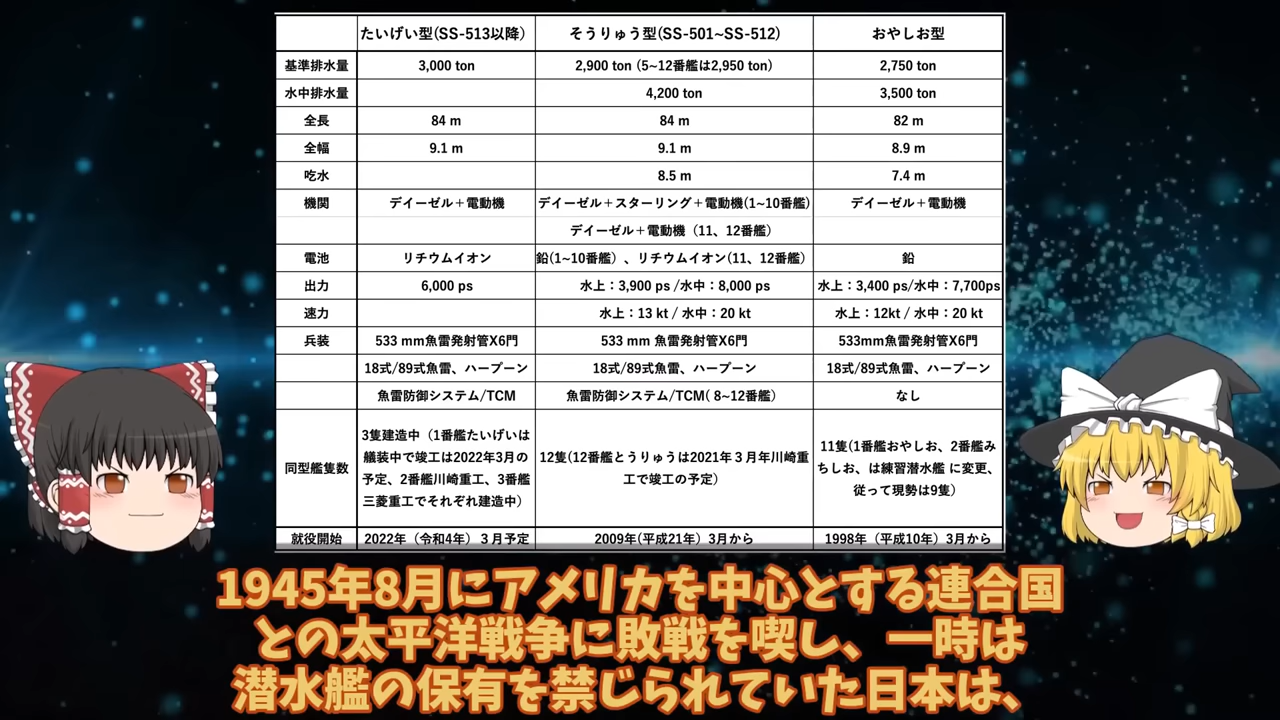 たいげい型(SS-513以降) そうりゅう型(SS-501~SS-512) おやしお型
基準排水量 3,000 ton 2,900 ton (5~12番艦は2,950 ton) 2,750 ton
水中排水量 4,200 ton 3,500 ton
全長 84 m 84 m 82 m
全幅 9.1 m 9.1 m 8.9 m
吃水 8.5 m 7.4 m
機関 デイーゼル＋電動機 デイーゼル＋スターリング＋電動機(1~10番艦) デイーゼル＋電動機
デイーゼル＋電動機（11、12番艦）
電池 リチウムイオン 鉛(1~10番艦）、リチウムイオン(11、12番艦） 鉛
出力 6,000 ps 水上：3,900 ps /水中：8,000 ps 水上：3,400 ps/水中：7,700ps
速力 水上：13 kt / 水中：20 kt 水上：12kt / 水中：20 kt
兵装 533 mm魚雷発射管X6門 533 mm 魚雷発射管X6門 533mm魚雷発射管X6門
18式/89式魚雷、ハープーン 18式/89式魚雷、ハープーン 18式/89式魚雷、ハープーン
魚雷防御システム/TCM 魚雷防御システム/TCM( 8~12番艦） なし
同型艦隻数
3隻建造中（1番艦たいげいは
艤装中で竣工は2022年3月の
予定、2番艦川崎重工、3番艦
三菱重工でそれぞれ建造中）
12隻(12番艦とうりゅうは2021年３月年川崎重
工で竣工の予定）
11隻(1番艦おやしお、2番艦み
ちしお、は練習潜水艦 に変更、
従って現勢は9隻）
就役開始 2022年（令和4年）３月予定 2009年(平成21年）3月から 1998年（平成10年）3月から
1945年8月にアメリカを中心とする連合国
との太平洋戦争に敗戦を喫し、一時は
潜水艦の保有を禁じられていた日本は、